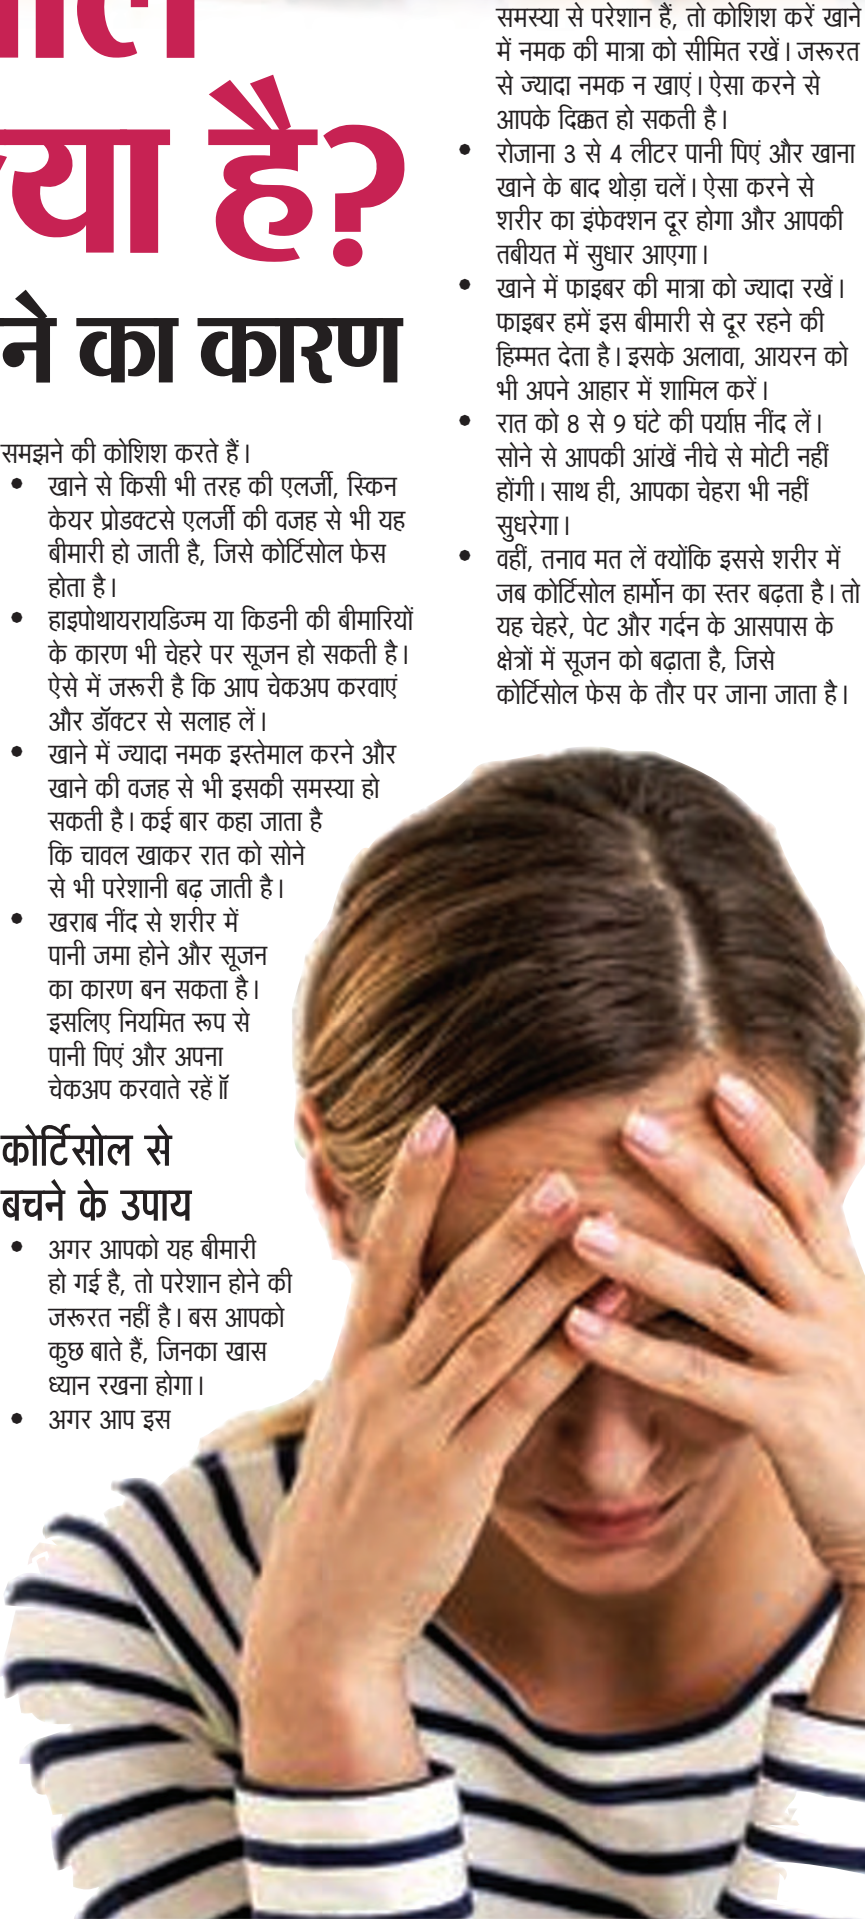 क्या है?
ने का कारण
समझने की कोशिश करते हैं।
• खाने से किसी भी तरह की एलर्जी, स्किन
केयर प्रोडक्टसे एलर्जी की वजह से भी यह
बीमारी हो जाती है, जिसे कोर्टिसोल फेस
होता है।
• हाइपोथायरायडिज्म या किडनी की बीमारियों
के कारण भी चेहरे पर सूजन हो सकती है।
ऐसे में जरूरी है कि आप चेकअप करवाएं
और डॉक्टर से सलाह लें।
• खाने में ज्यादा नमक इस्तेमाल करने और
खाने की वजह से भी इसकी समस्या हो
सकती है। कई बार कहा जाता है
कि चावल खाकर रात को सोने
से भी परेशानी बढ़ जाती है।
• खराब नींद से शरीर में
पानी जमा होने और सूजन
का कारण बन सकता है।
इसलिए नियमित रूप से
पानी पिएं और अपना
चेकअप करवाते रहें॥ॅ
कोर्टिसोल से
बचने के उपाय
• अगर आपको यह बीमारी
हो गई है, तो परेशान होने की
जरूरत नहीं है। बस आपको
कुछ बाते हैं, जिनका खास
ध्यान रखना होगा।
• अगर आप इस
समस्या से परेशान हैं, तो कोशिश करें खाने
में नमक की मात्रा को सीमित रखें। जरूरत
से ज्यादा नमक न खाएं। ऐसा करने से
आपके दिक्कत हो सकती है।
• रोजाना 3 से 4 लीटर पानी पिएं और खाना
खाने के बाद थोड़ा चलें। ऐसा करने से
शरीर का इंफेक्शन दूर होगा और आपकी
तबीयत में सुधार आएगा।
• खाने में फाइबर की मात्रा को ज्यादा रखें।
फाइबर हमें इस बीमारी से दूर रहने की
हिम्मत देता है। इसके अलावा, आयरन को
भी अपने आहार में शामिल करें।
• रात को 8 से 9 घंटे की पर्याप्त नींद लें।
सोने से आपकी आंखें नीचे से मोटी नहीं
होंगी। साथ ही, आपका चेहरा भी नहीं
सुधरेगा।
• वहीं, तनाव मत लें क्योंकि इससे शरीर में
जब कोर्टिसोल हार्मोन का स्तर बढ़ता है। तो
यह चेहरे, पेट और गर्दन के आसपास के
क्षेत्रों में सूजन को बढ़ाता है, जिसे
कोर्टिसोल फेस के तौर पर जाना जाता है।